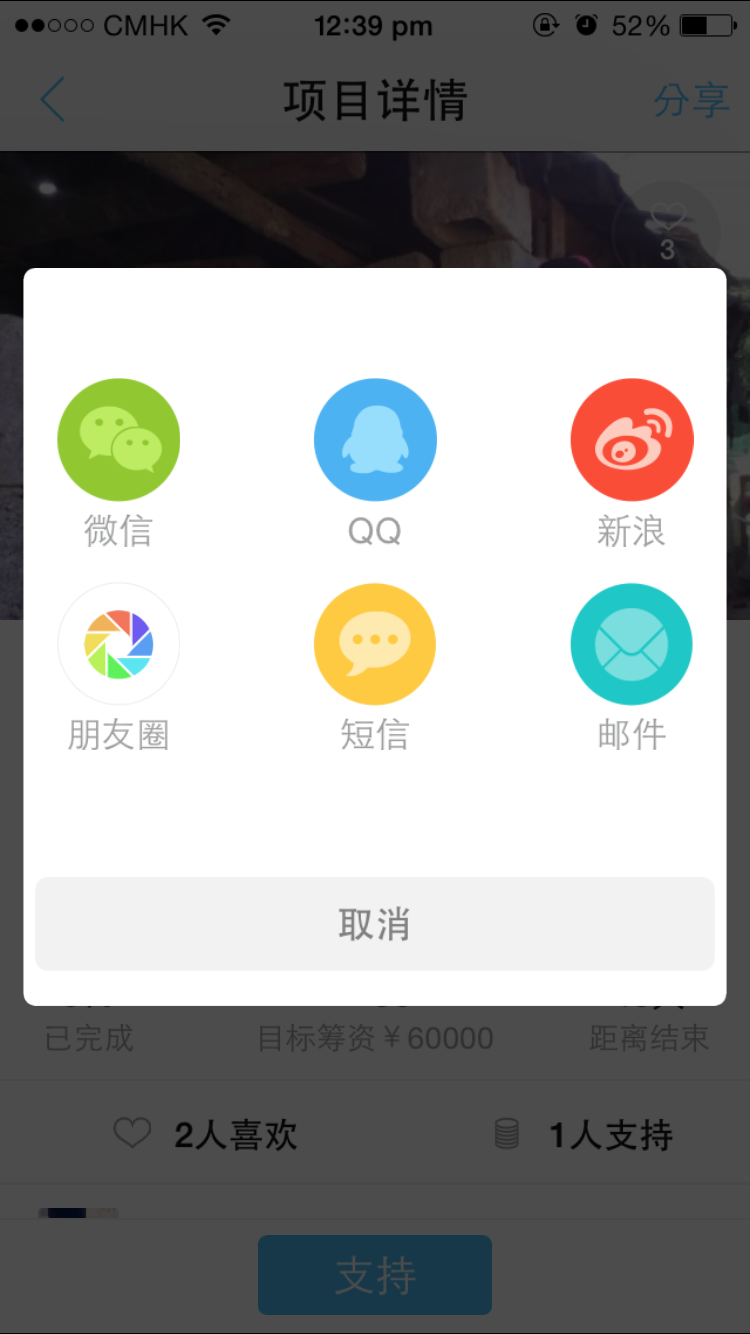 CMHK 12:39 pm 52%
项目详情 分享
3
微信 QQ 新浪
朋友圈 短信 邮件
取消
已完成 目标筹资¥60000 距离结束
2人喜欢 1人支持
支持